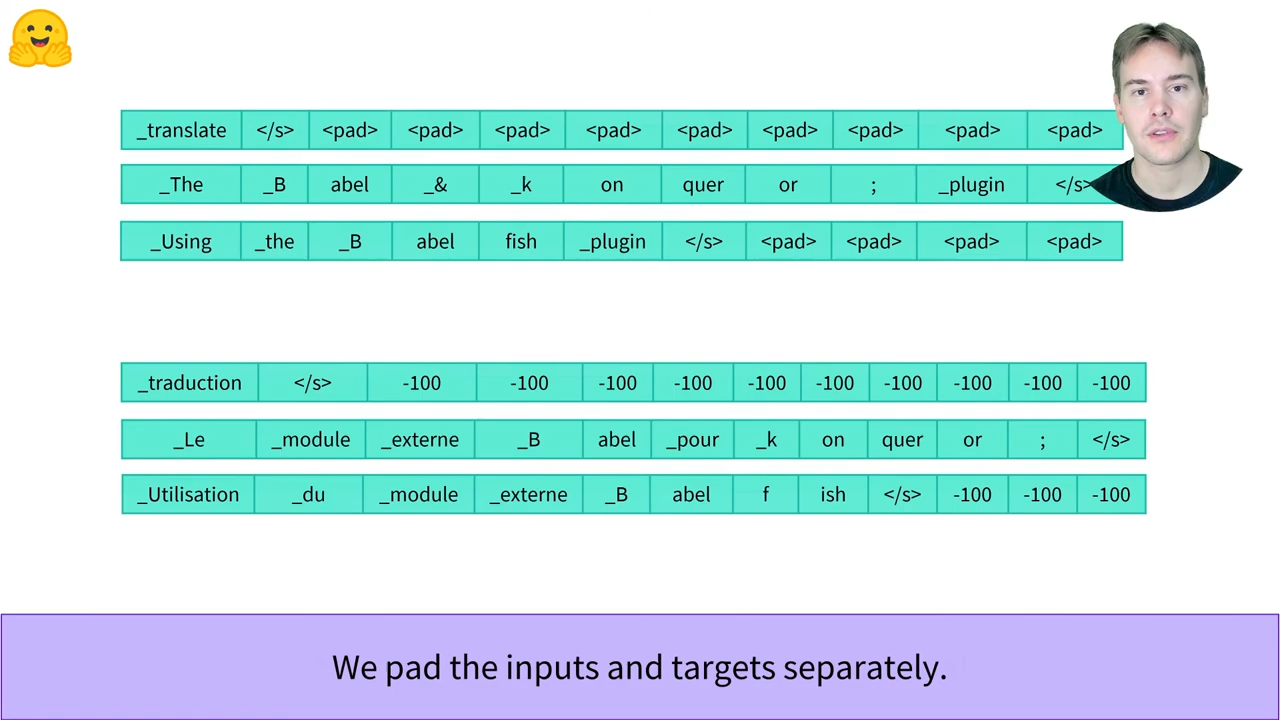 _translate </s> <pad> <pad> <pad> <pad> <pad> <pad> <pad> <pad> <pad>
_The _B abel _& _k on quer or ; _plugin </s>
_Using _the _B abel fish _plugin </s> <pad> <pad> <pad> <pad>
_traduction </s> -100 -100 -100 -100 -100 -100 -100 -100 -100 -100
_Le _module _externe _B abel _pour _k on quer or ; </s>
_Utilisation _du _module _externe _B abel f ish </s> -100 -100 -100
We pad the inputs and targets separately.